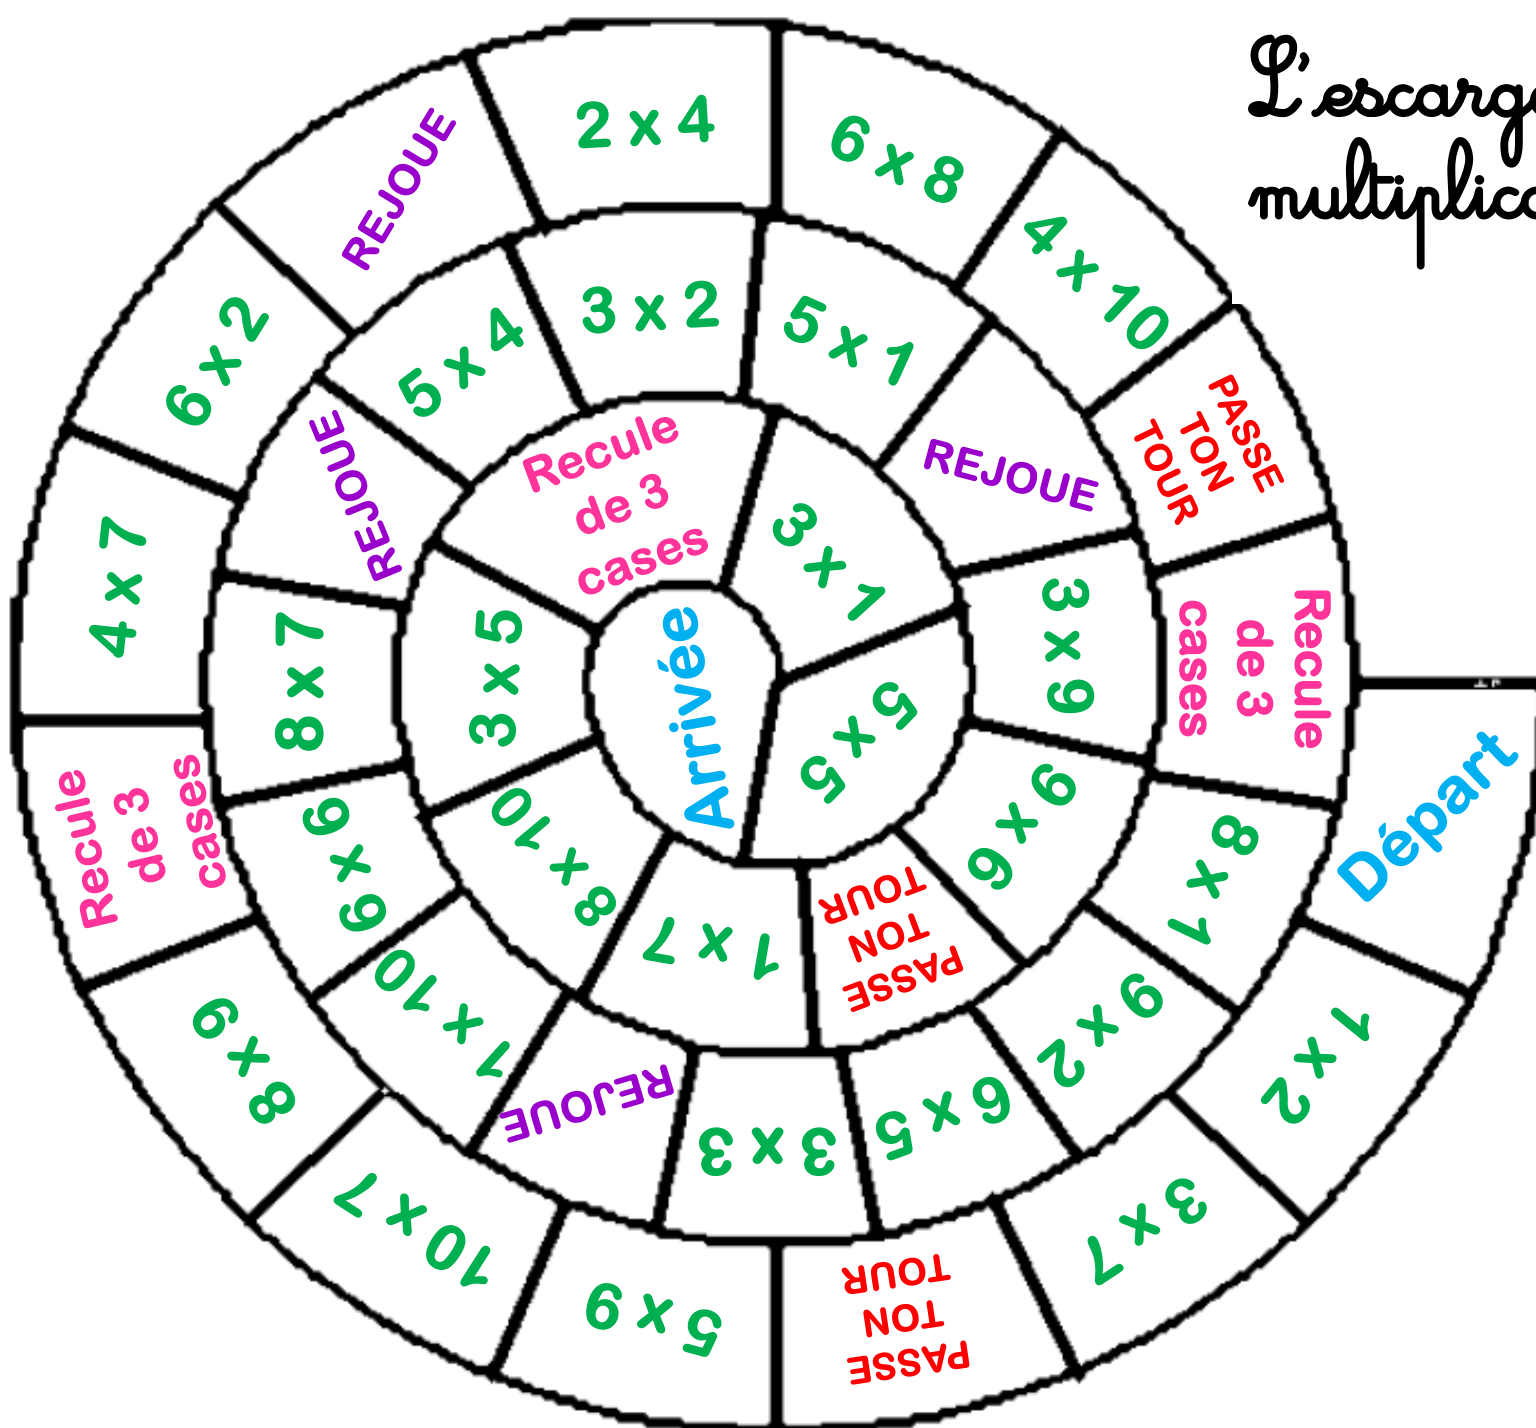 L'escarg
multiplica
Départ
1 x 2
3 x 7
PASSE
TON
TOUR
5 x 9
10 x 7
8 x 9
Recule
de 3
cases
4 x 7
6 x 2
REJOUE
2 x 4
6 x 8
4 x 10
PASSE
TON
TOUR
Recule
de 3
cases
8 x 1
9 x 2
6 x 5
3 x 3
REJOUE
1 x 10
6 x 6
8 x 7
REJOUE
5 x 4
3 x 2
5 x 1
REJOUE
3 x 9
9 x 6
PASSE
TON
TOUR
1 x 7
8 x 10
3 x 5
Recule
de 3
cases
3 x 1
5 x 5
Arrivée